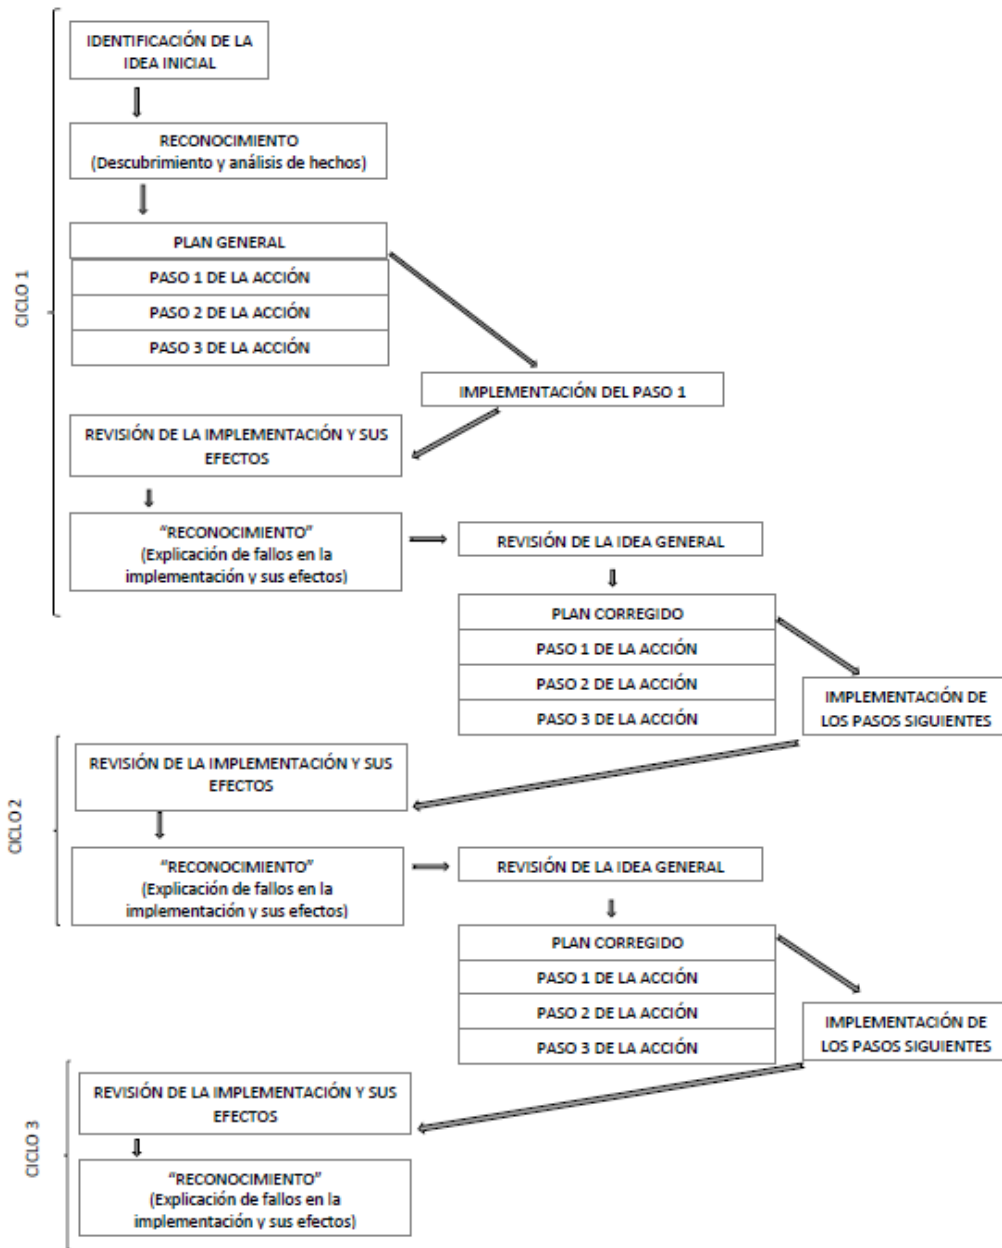 CICLO 1
IDENTIFICACIÓN DE LA
IDEA INICIAL
RECONOCIMIENTO
(Descubrimiento y análisis de hechos)
PLAN GENERAL
PASO 1 DE LA ACCIÓN
PASO 2 DE LA ACCIÓN
PASO 3 DE LA ACCIÓN
IMPLEMENTACIÓN DEL PASO 1
REVISIÓN DE LA IMPLEMENTACIÓN Y SUS
EFECTOS
“RECONOCIMIENTO”
(Explicación de fallos en la
implementación y sus efectos)
REVISIÓN DE LA IDEA GENERAL
PLAN CORREGIDO
PASO 1 DE LA ACCIÓN
PASO 2 DE LA ACCIÓN
PASO 3 DE LA ACCIÓN
IMPLEMENTACIÓN DE
LOS PASOS SIGUIENTES
CICLO 2
REVISIÓN DE LA IMPLEMENTACIÓN Y SUS
EFECTOS
“RECONOCIMIENTO”
(Explicación de fallos en la
implementación y sus efectos)
REVISIÓN DE LA IDEA GENERAL
PLAN CORREGIDO
PASO 1 DE LA ACCIÓN
PASO 2 DE LA ACCIÓN
PASO 3 DE LA ACCIÓN
IMPLEMENTACIÓN DE
LOS PASOS SIGUIENTES
CICLO 3
REVISIÓN DE LA IMPLEMENTACIÓN Y SUS
EFECTOS
“RECONOCIMIENTO”
(Explicación de fallos en la
implementación y sus efectos)